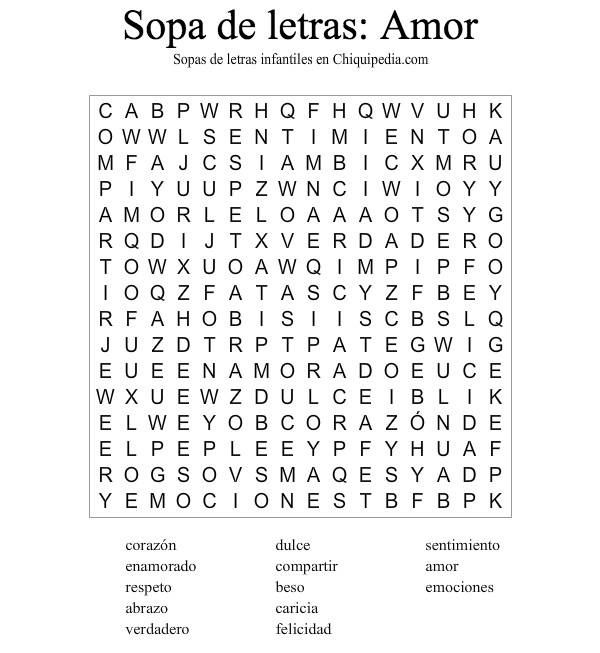 Sopa de letras: Amor
Sopas de letras infantiles en Chiquipedia.com
C A B P W R H Q F H Q W V U H K
O W W L S E N T I M I E N T O A
M F A J C S I A M B I C X M R U
P I Y U U P Z W N C I W I O Y Y
A M O R L E L O A A A O T S Y G
R Q D I J T X V E R D A D E R O
T O W X U O A W Q I M P I P F O
I O Q Z F A T A S C Y Z F B E Y
R F A H O B I S I I S C B S L Q
J U Z D T R P T P A T E G W I G
E U E E N A M O R A D O E U C E
W X U E W Z D U L C E I B L I K
E L W E Y O B C O R A Z Ó N D E
E L P E P L E E Y P F Y H U A F
R O G S O V S M A Q E S Y A D P
Y E M O C I O N E S T B F B P K
corazón dulce sentimiento
enamorado compartir amor
respeto beso emociones
abrazo caricia
verdadero felicidad